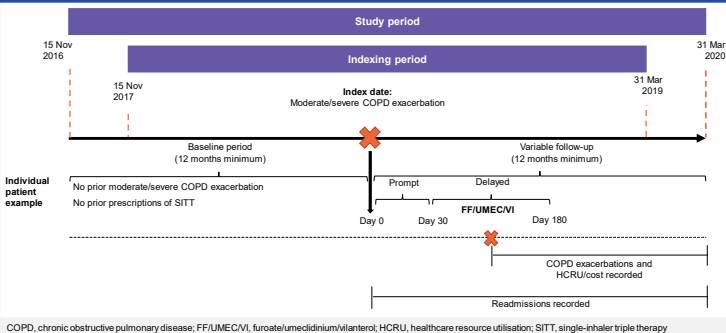 Study period
15 Nov
2016
31 Mar
2020
Indexing period
15 Nov
2017
31 Mar
2019
Index date:
Moderate/severe COPD exacerbation
Baseline period
(12 months minimum)
Variable follow-up
(12 months minimum)
Individual
patient
example
No prior moderate/severe COPD exacerbation
No prior prescriptions of SITT
Prompt
Delayed
FF/UMEC/VI
Day 0
Day 30
Day 180
COPD exacerbations and
HCRU/cost recorded
Readmissions recorded
COPD, chronic obstructive pulmonary disease; FF/UMEC/VI, furoate/umeclidinium/vilanterol; HCRU, healthcare resource utilisation; SITT, single-inhaler triple therapy